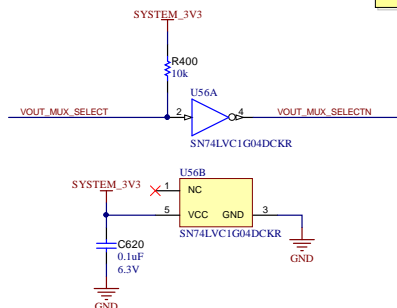 SYSTEM_3V3
R400
10k
U56A
VOUT_MUX_SELECT
2
4
VOUT_MUX_SELECTN
SN74LVC1G04DCKR
U56B
SYSTEM_3V3
1
NC
5
VCC
GND
3
SN74LVC1G04DCKR
C620
0.1uF
6.3V
GND
GND